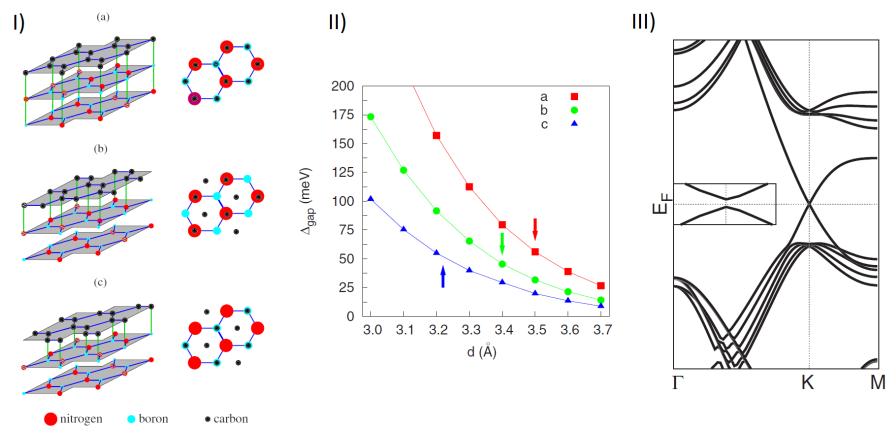 I)
(a)
(b)
(c)
nitrogen
boron
carbon
II)
Δgap (meV)
200
175
150
125
100
75
50
25
0
3.0 3.1 3.2 3.3 3.4 3.5 3.6 3.7
d (Å)
a
b
c
III)
E_F
Γ K M